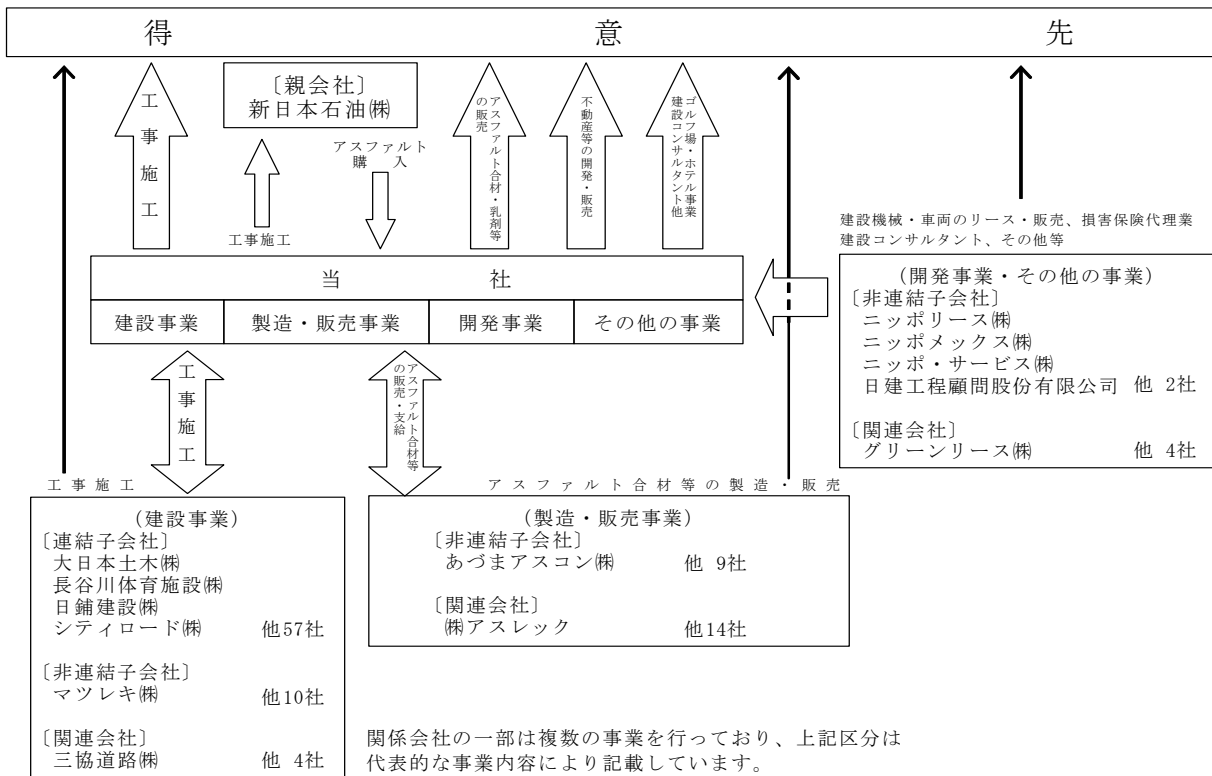 得 意 先
〔親会社〕
新日本石油㈱
工事施工
工事施工
アスファルト
購 入
アスファルト合材・乳剤等
の販売
不動産等の開発・販売
ゴルフ場・ホテル事業
建設コンサルタント他
建設機械・車両のリース・販売、損害保険代理業
建設コンサルタント、その他等
当 社
建設事業 製造・販売事業 開発事業 その他の事業
(開発事業・その他の事業)
〔非連結子会社〕
ニッポリース㈱
ニッポメックス㈱
ニッポ・サービス㈱
日建工程顧問股份有限公司 他 2社
〔関連会社〕
グリーンリース㈱ 他 4社
工事施工
アスファルト合材等
の販売・支給
工事施工
アスファルト合材等の製造・販売
(建設事業)
〔連結子会社〕
大日本土木㈱
長谷川体育施設㈱
日鋪建設㈱
シティロード㈱ 他57社
〔非連結子会社〕
マツレキ㈱ 他10社
〔関連会社〕
三協道路㈱ 他 4社
(製造・販売事業)
〔非連結子会社〕
あづまアスコン㈱ 他 9社
〔関連会社〕
㈱アスレック 他14社
関係会社の一部は複数の事業を行っており、上記区分は
代表的な事業内容により記載しています。